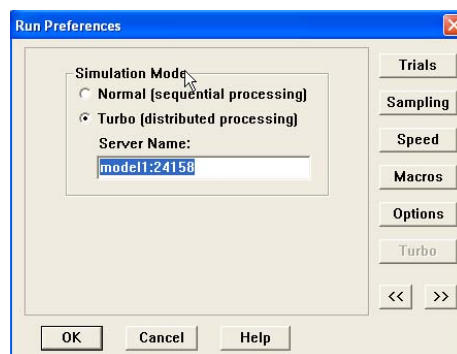 Run Preferences
Simulation Mode
Normal (sequential processing)
Turbo (distributed processing)
Server Name:
model1:24158
Trials
Sampling
Speed
Macros
Options
Turbo
<< >>
OK Cancel Help